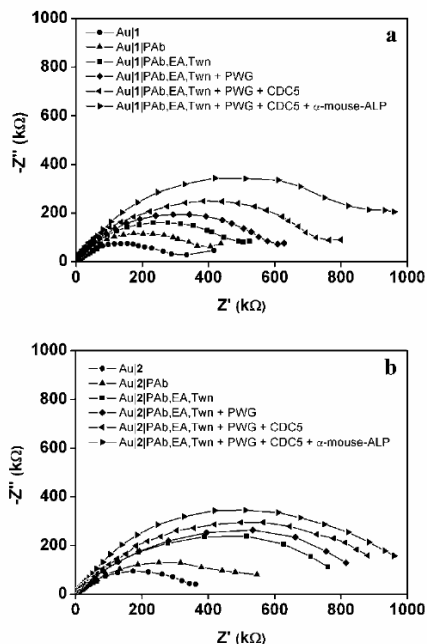 a
Au|1
Au|1|PAb
Au|1|PAb,EA,Twn
Au|1|PAb,EA,Twn + PWG
Au|1|PAb,EA,Twn + PWG + CDC5
Au|1|PAb,EA,Twn + PWG + CDC5 + α-mouse-ALP
1000
800
600
400
200
0
-Z" (kΩ)
0 200 400 600 800 1000
Z' (kΩ)
b
Au|2
Au|2|PAb
Au|2|PAb,EA,Twn
Au|2|PAb,EA,Twn + PWG
Au|2|PAb,EA,Twn + PWG + CDC5
Au|2|PAb,EA,Twn + PWG + CDC5 + α-mouse-ALP
1000
800
600
400
200
0
-Z" (kΩ)
0 200 400 600 800 1000
Z' (kΩ)